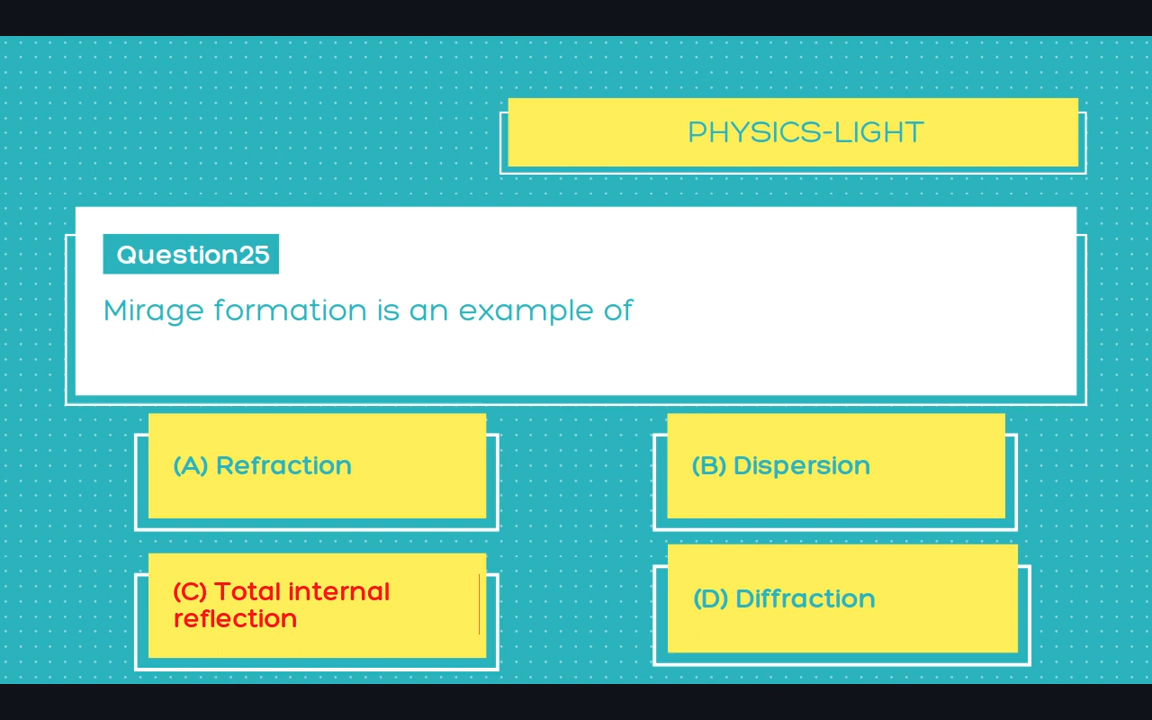 PHYSICS-LIGHT
Question25
Mirage formation is an example of
(A) Refraction
(B) Dispersion
(C) Total internal
reflection
(D) Diffraction